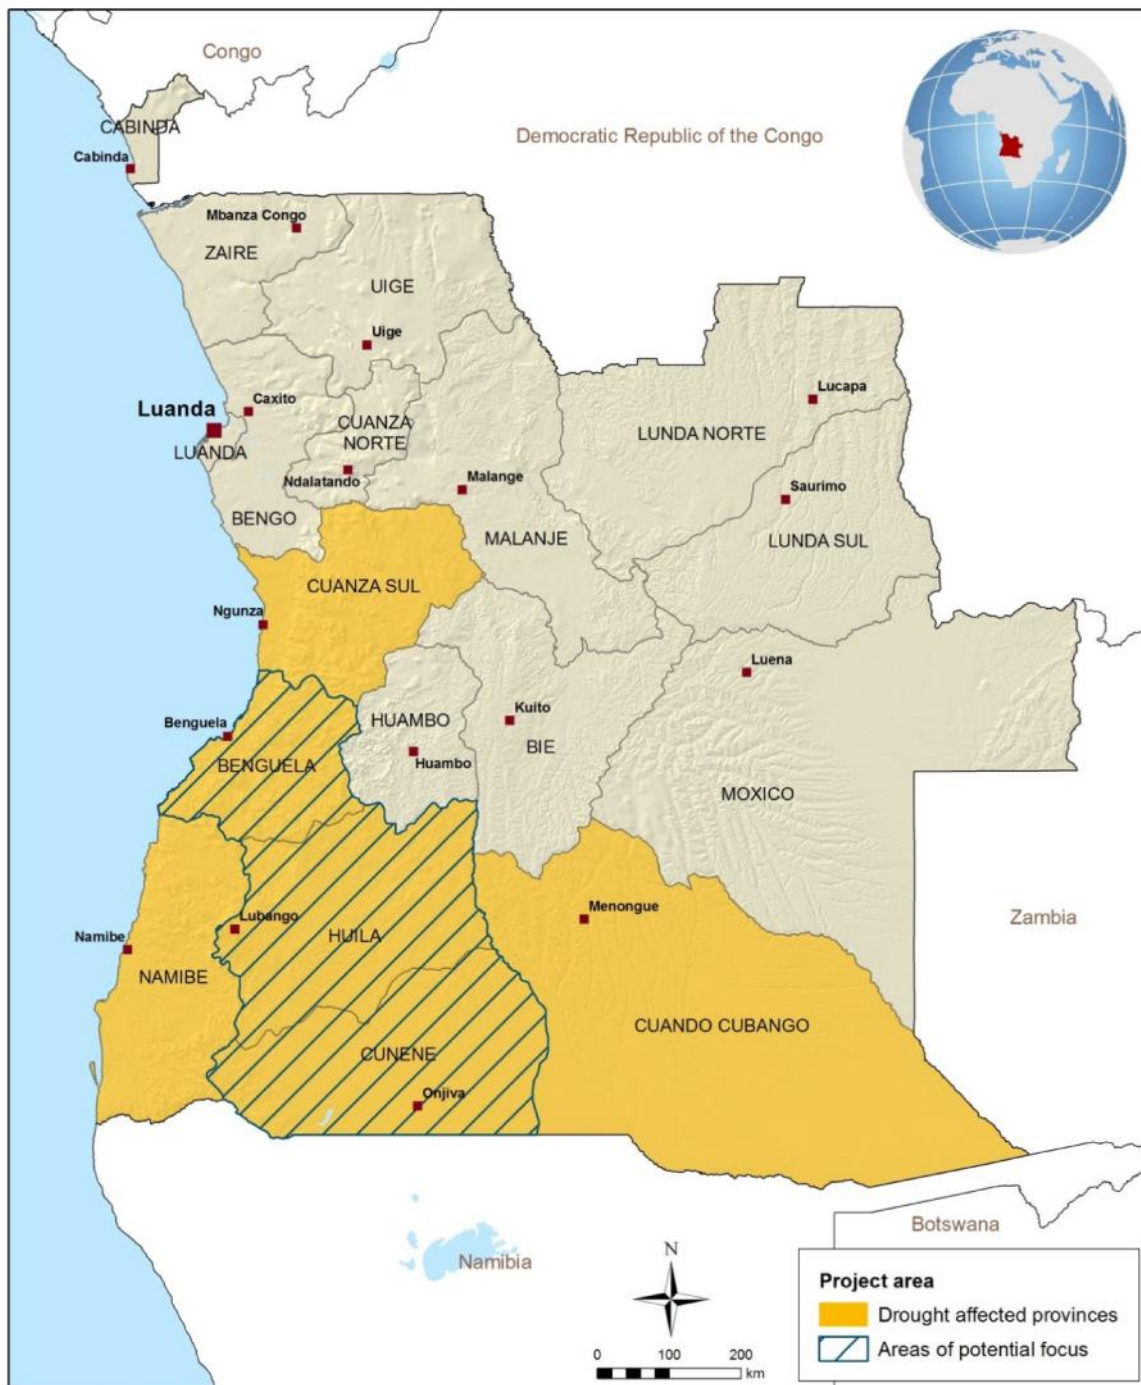 Congo
CABINDA
Cabinda
Democratic Republic of the Congo
Mbanza Congo
ZAIRE
UIGE
Uige
Lucapa
Caxito
Luanda
CUANZA
NORTE
LUNDA NORTE
LUANDA
Ndalatando
Malange
Saurimo
BENGO
MALANJE
LUNDA SUL
CUANZA SUL
Ngunza
Luena
Kuito
HUAMBO
Benguela
BIE
Huambo
BENGUELA
MOXICO
Menongue
Zambia
Lubango
HUILA
Namibe
NAMIBE
CUANDO CUBANGO
CUNENE
Onjiva
Botswana
Namibia
N
Project area
Drought affected provinces
Areas of potential focus
0 100 200
km